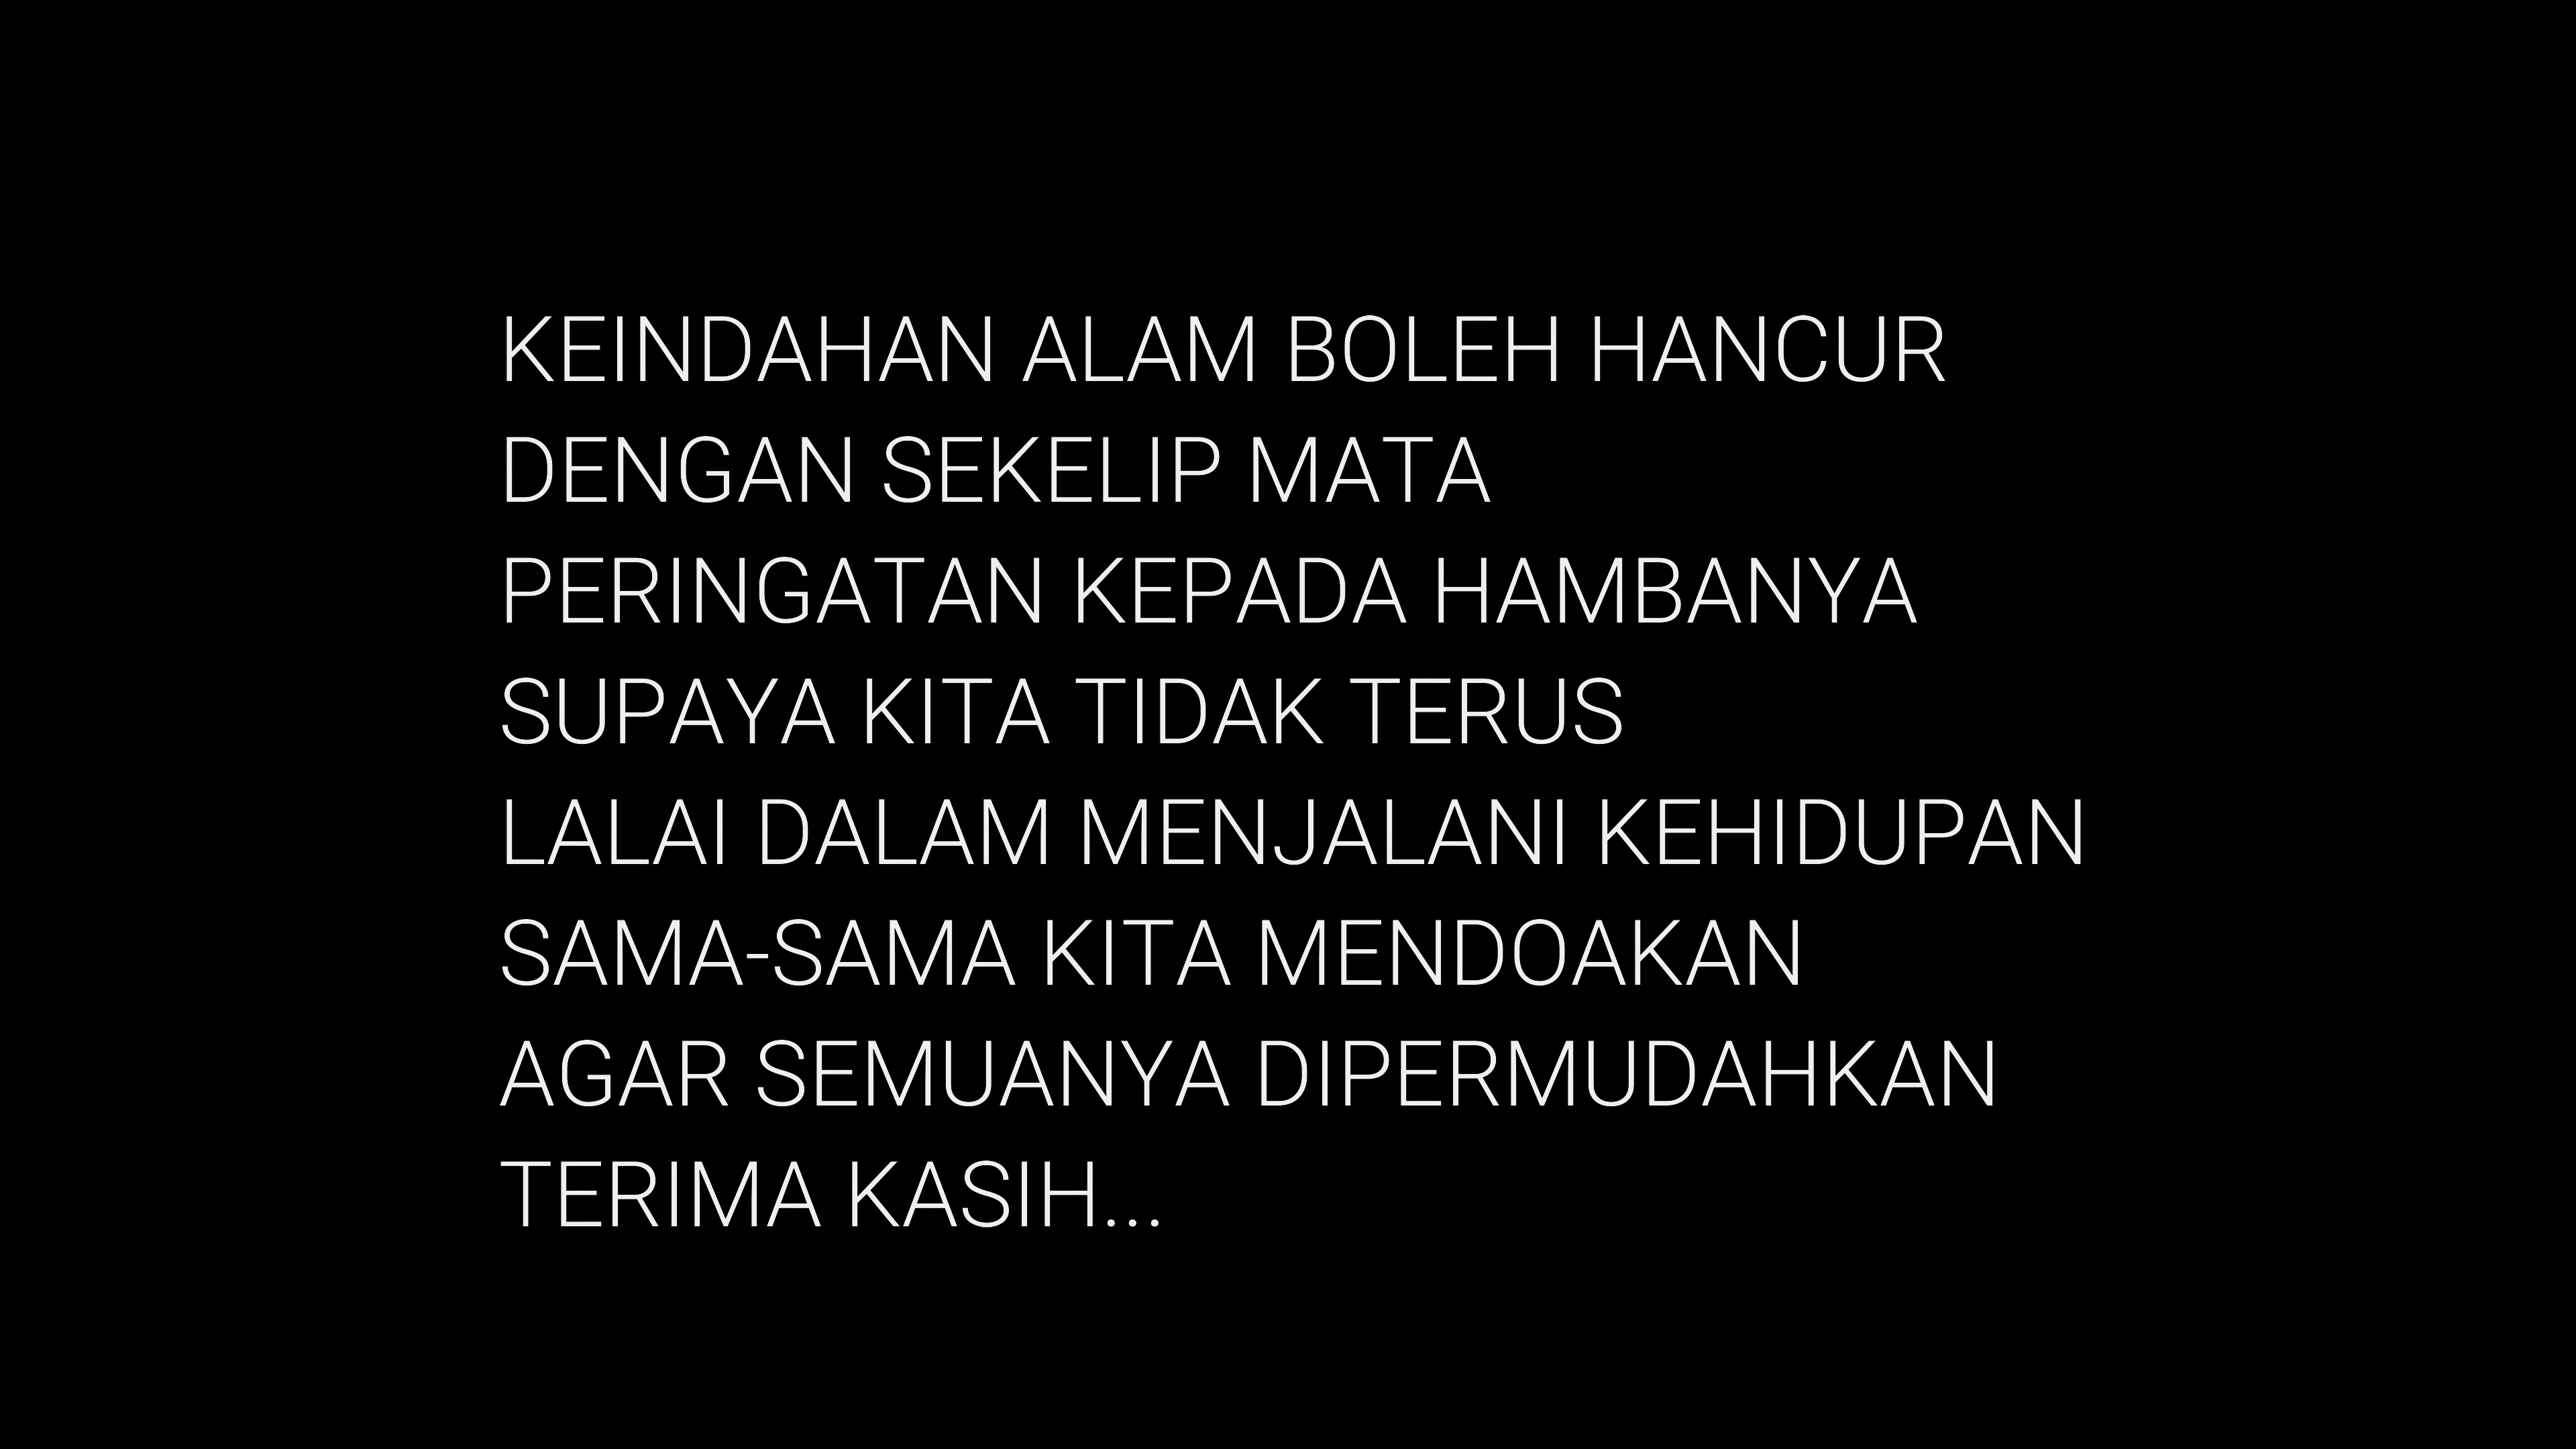 KEINDAHAN ALAM BOLEH HANCUR
DENGAN SEKELIP MATA
PERINGATAN KEPADA HAMBANYA
SUPAYA KITA TIDAK TERUS
LALAI DALAM MENJALANI KEHIDUPAN
SAMA-SAMA KITA MENDOAKAN
AGAR SEMUANYA DIPERMUDAHKAN
TERIMA KASIH...